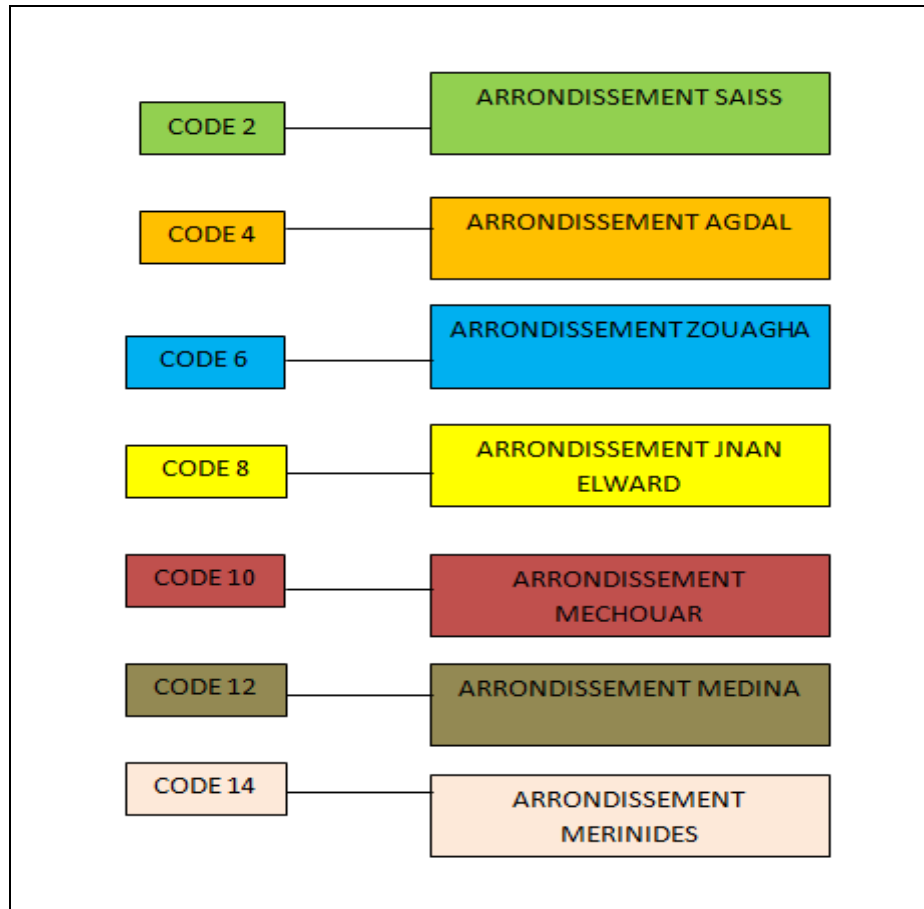 CODE 2
ARRONDISSEMENT SAISS
CODE 4
ARRONDISSEMENT AGDAL
CODE 6
ARRONDISSEMENT ZOUAGHA
CODE 8
ARRONDISSEMENT JNAN
ELWARD
CODE 10
ARRONDISSEMENT
MECHOUAR
CODE 12
ARRONDISSEMENT MEDINA
CODE 14
ARRONDISSEMENT
MERINIDES